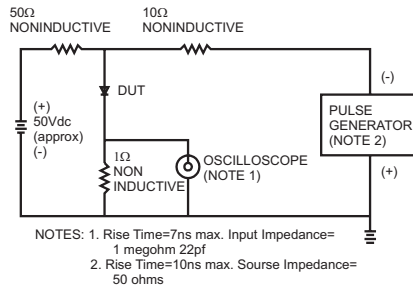 50Ω
NONINDUCTIVE
10Ω
NONINDUCTIVE
DUT
(+)
50Vdc
(approx)
(-)
1Ω
NON
INDUCTIVE
OSCILLOSCOPE
(NOTE 1)
(-)
PULSE
GENERATOR
(NOTE 2)
(+)
NOTES: 1. Rise Time=7ns max. Input Impedance=
1 megohm 22pf
2. Rise Time=10ns max. Sourse Impedance=
50 ohms